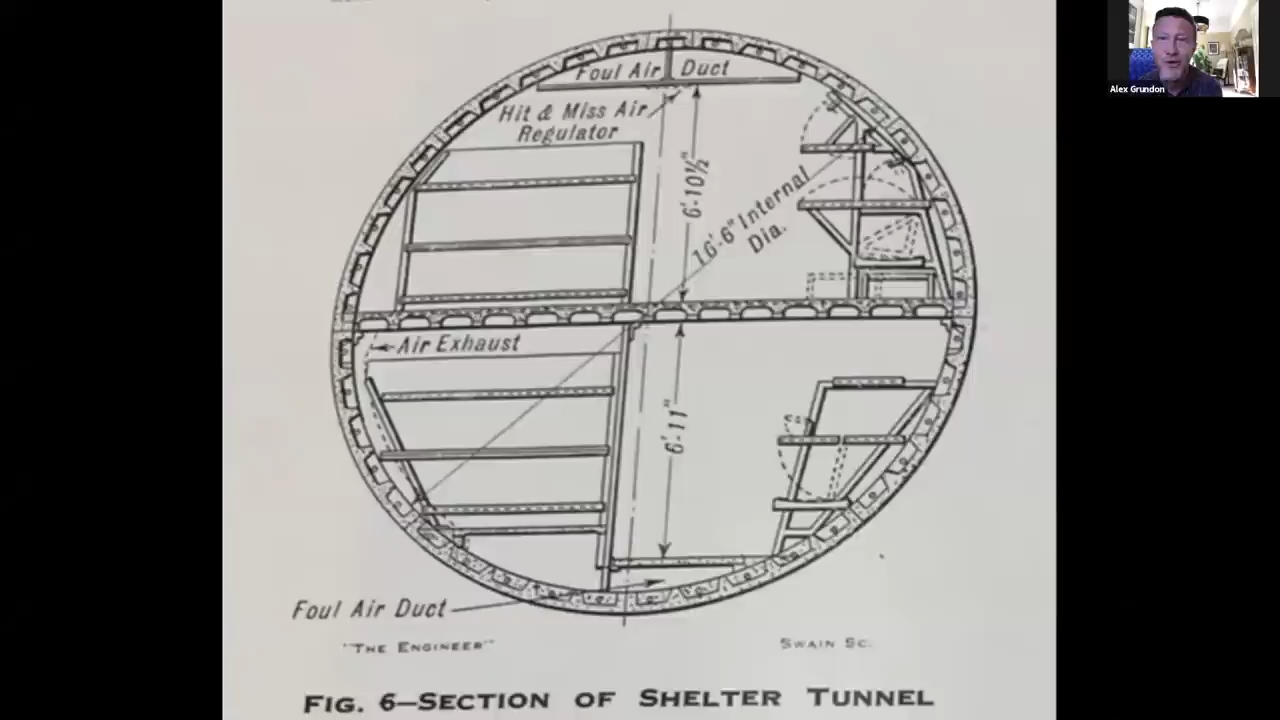 Foul Air Duct
Hit & Miss Air
Regulator
6'-10½"
16'-6" Internal
Dia.
Air Exhaust
6'-11"
Foul Air Duct
"The Engineer"
Swain Sc.
Fig. 6—Section of Shelter Tunnel
Alex Grundon